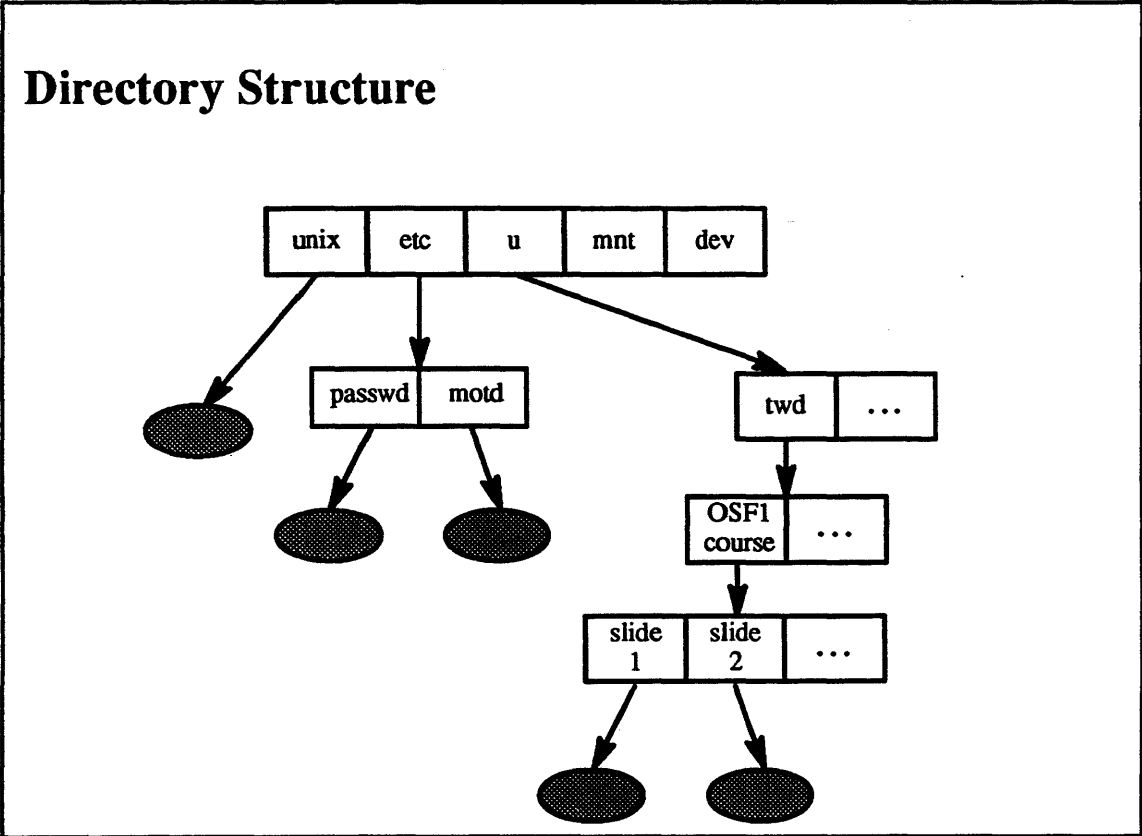 Directory Structure
unix etc u mnt dev
passwd motd
twd ...
OSF1
course ...
slide slide
1 2 ...